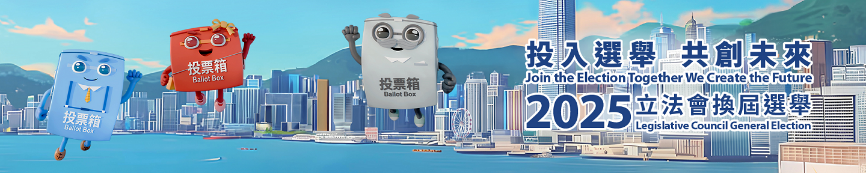 投票箱
Ballot Box
投票箱
Ballot Box
投票箱
Ballot Box
投入選舉 共創未來
Join the Election Together We Create the Future
2025立法會換屆選舉
Legislative Council General Election